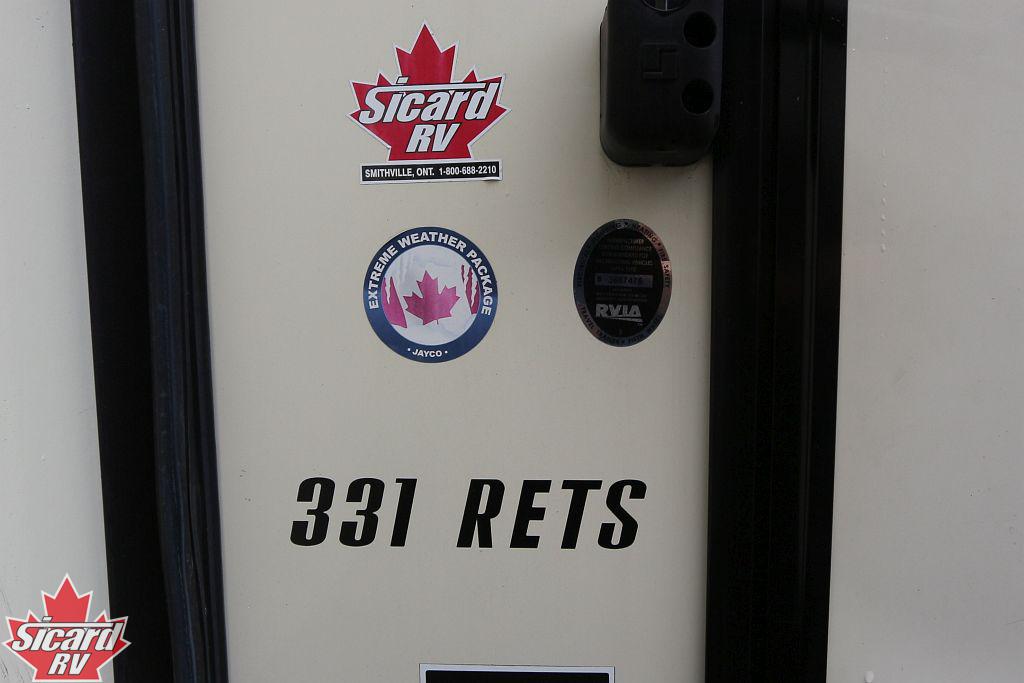 Sicard
RV
SMITHVILLE, ONT. 1-800-688-2210
EXTREME WEATHER PACKAGE
• JAYCO •
RVIA
331 RETS
Sicard
RV